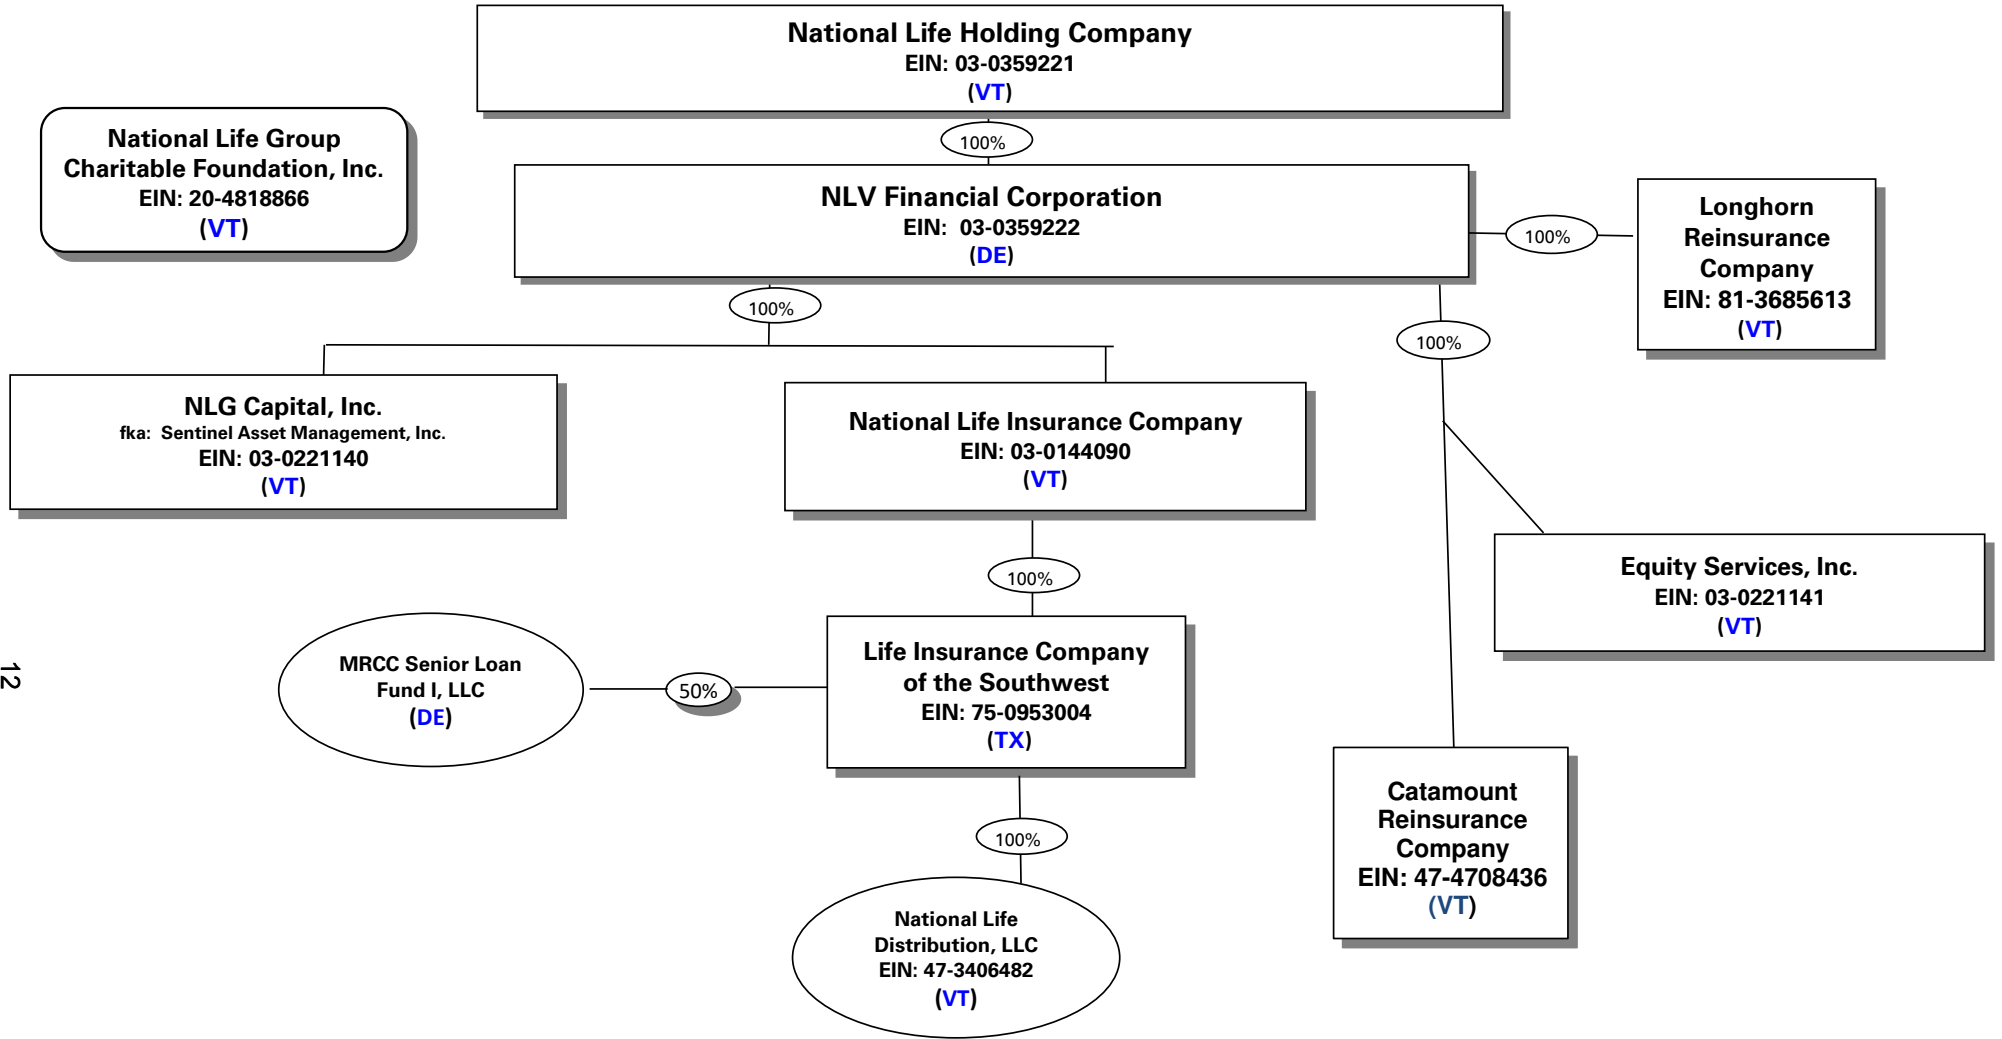 National Life Holding Company
EIN: 03-0359221
(VT)
100%
National Life Group
Charitable Foundation, Inc.
EIN: 20-4818866
(VT)
NLV Financial Corporation
EIN:  03-0359222
(DE)
100%
Longhorn
Reinsurance
Company
EIN: 81-3685613
(VT)
100%
100%
NLG Capital, Inc.
fka:  Sentinel Asset Management, Inc.
EIN: 03-0221140
(VT)
National Life Insurance Company
EIN: 03-0144090
(VT)
100%
Equity Services, Inc.
EIN: 03-0221141
(VT)
MRCC Senior Loan
Fund I, LLC
(DE)
50%
Life Insurance Company
of the Southwest
EIN: 75-0953004
(TX)
100%
Catamount
Reinsurance
Company
EIN: 47-4708436
(VT)
National Life
Distribution, LLC
EIN: 47-3406482
(VT)
12